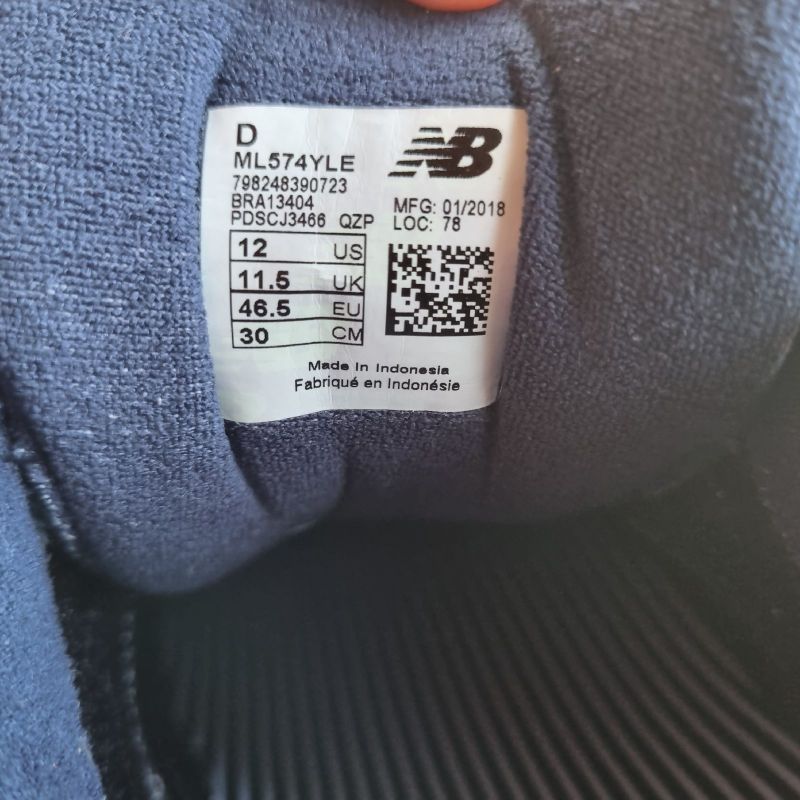 D
ML574YLE
NB
798248390723
BRA13404
PDSCJ3466 QZP
MFG: 01/2018
LOC: 78
12 US
11.5 UK
46.5 EU
30 CM
Made In Indonesia
Fabriqué en Indonésie